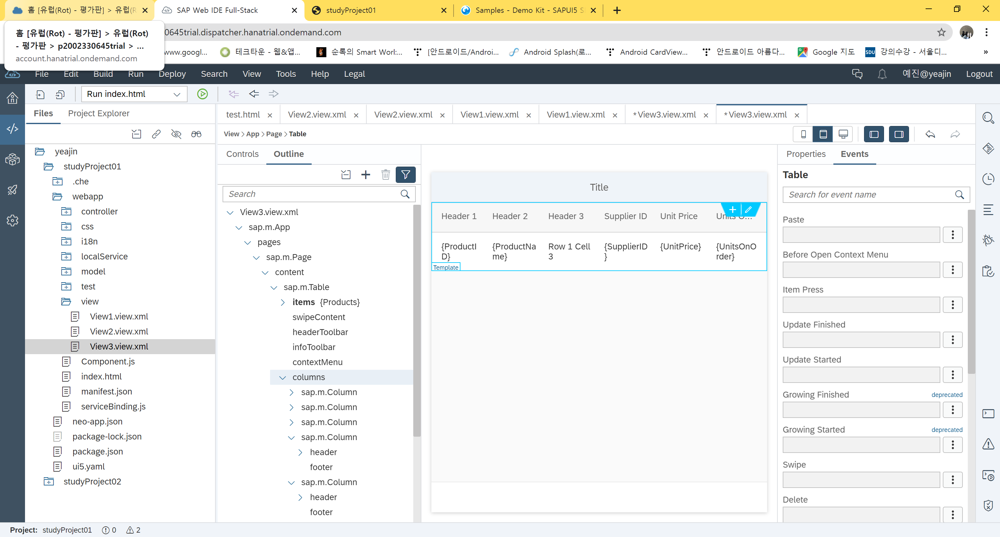 홈 [유럽(Rot) - 평가판] > 유럽(R
SAP Web IDE Full-Stack
studyProject01
Samples - Demo Kit - SAPUI5 S
홈 [유럽(Rot) - 평가판] > 유럽(Rot)
- 평가판 > p2002330645trial > ...
account.hanatrial.ondemand.com
0645trial.dispatcher.hanatrial.ondemand.com
www.googl...
테크타운 - 웹&앱...
순록의 Smart Worl:...
[안드로이드/Androi...
Android Splash(로...
Android CardView...
안드로이드 아름다...
Google 지도
SDU
강의수강 - 서울디...
»
File Edit Build Run Deploy Search View Tools Help Legal
예진@yeajin
Logout
Run index.html
Files
Project Explorer
test.html
View2.view.xml
View2.view.xml
View1.view.xml
View1.view.xml
*View3.view.xml
*View3.view.xml
View > App > Page > Table
yeajin
studyProject01
.che
webapp
controller
css
i18n
localService
model
test
view
View1.view.xml
View2.view.xml
View3.view.xml
Component.js
index.html
manifest.json
serviceBinding.js
neo-app.json
package-lock.json
package.json
ui5.yaml
studyProject02
Controls
Outline
Search
View3.view.xml
sap.m.App
pages
sap.m.Page
content
sap.m.Table
items {Products}
swipeContent
headerToolbar
infoToolbar
contextMenu
columns
sap.m.Column
sap.m.Column
sap.m.Column
sap.m.Column
header
footer
sap.m.Column
header
footer
Title
Header 1
Header 2
Header 3
Supplier ID
Unit Price
Units O...
{ProductI
D}
{ProductNa
me}
Row 1 Cell
3
{SupplierID
}
{UnitPrice}
{UnitsOnO
rder}
Template
Properties
Events
Table
Search for event name
Paste
Before Open Context Menu
Item Press
Update Finished
Update Started
Growing Finished
deprecated
Growing Started
deprecated
Swipe
Delete
Project: studyProject01
0
2